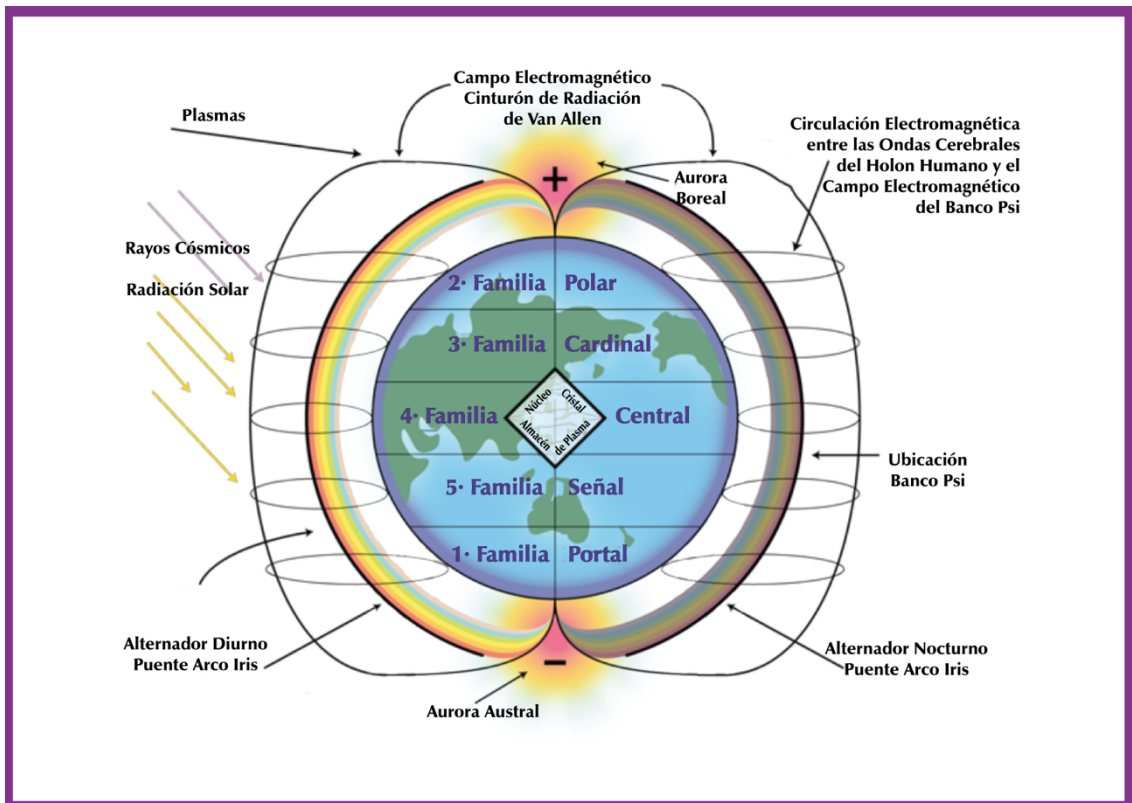 Campo Electromagnético
Cinturón de Radiación
de Van Allen
Plasmas
Circulación Electromagnética
entre las Ondas Cerebrales
del Holon Humano y el
Campo Electromagnético
del Banco Psi
+
Aurora
Boreal
Rayos Cósmicos
Radiación Solar
2· Familia Polar
3· Familia Cardinal
Núcleo Cristal
4· Familia Central
Almacén de Plasma
5· Familia Señal
1· Familia Portal
Ubicación
Banco Psi
Alternador Diurno
Puente Arco Iris
Alternador Nocturno
Puente Arco Iris
–
Aurora Austral